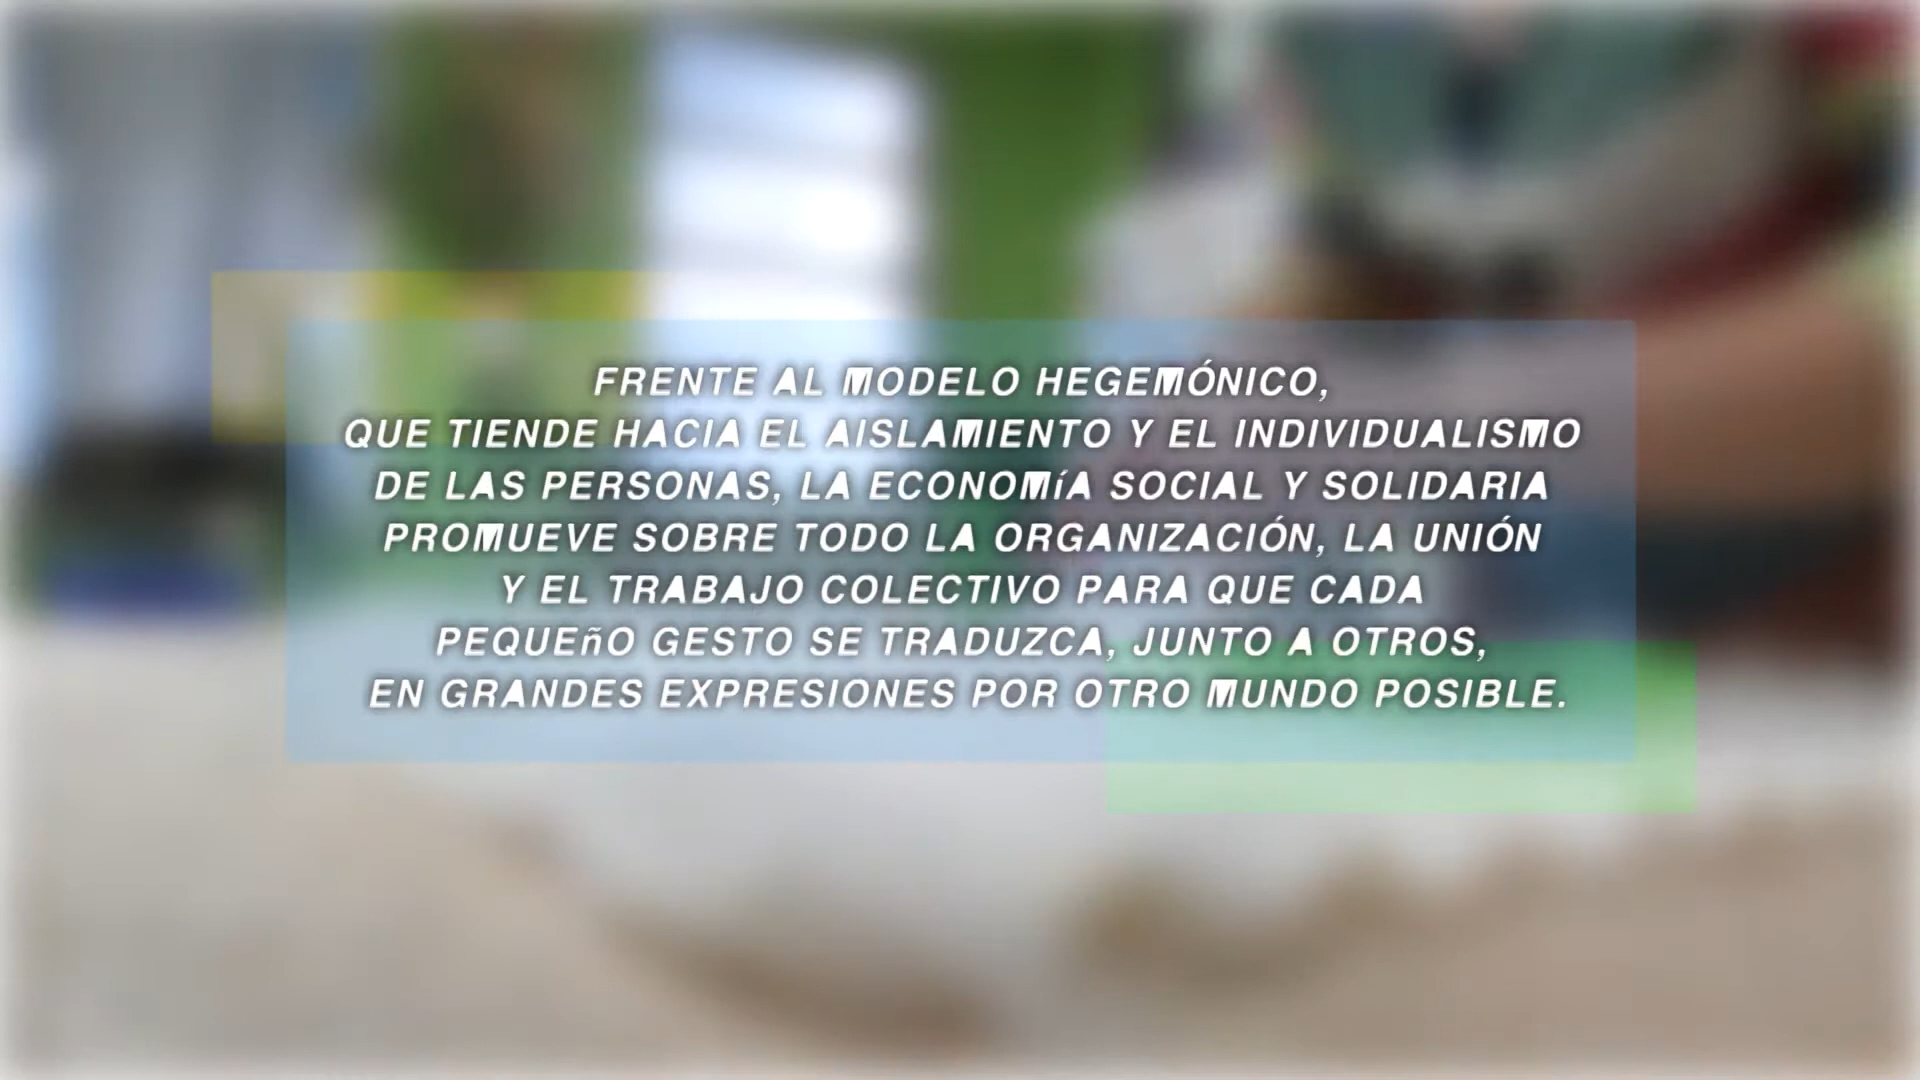 FRENTE AL MODELO HEGEMÓNICO,
QUE TIENDE HACIA EL AISLAMIENTO Y EL INDIVIDUALISMO
DE LAS PERSONAS, LA ECONOMíA SOCIAL Y SOLIDARIA
PROMUEVE SOBRE TODO LA ORGANIZACIÓN, LA UNIÓN
Y EL TRABAJO COLECTIVO PARA QUE CADA
PEQUEñO GESTO SE TRADUZCA, JUNTO A OTROS,
EN GRANDES EXPRESIONES POR OTRO MUNDO POSIBLE.